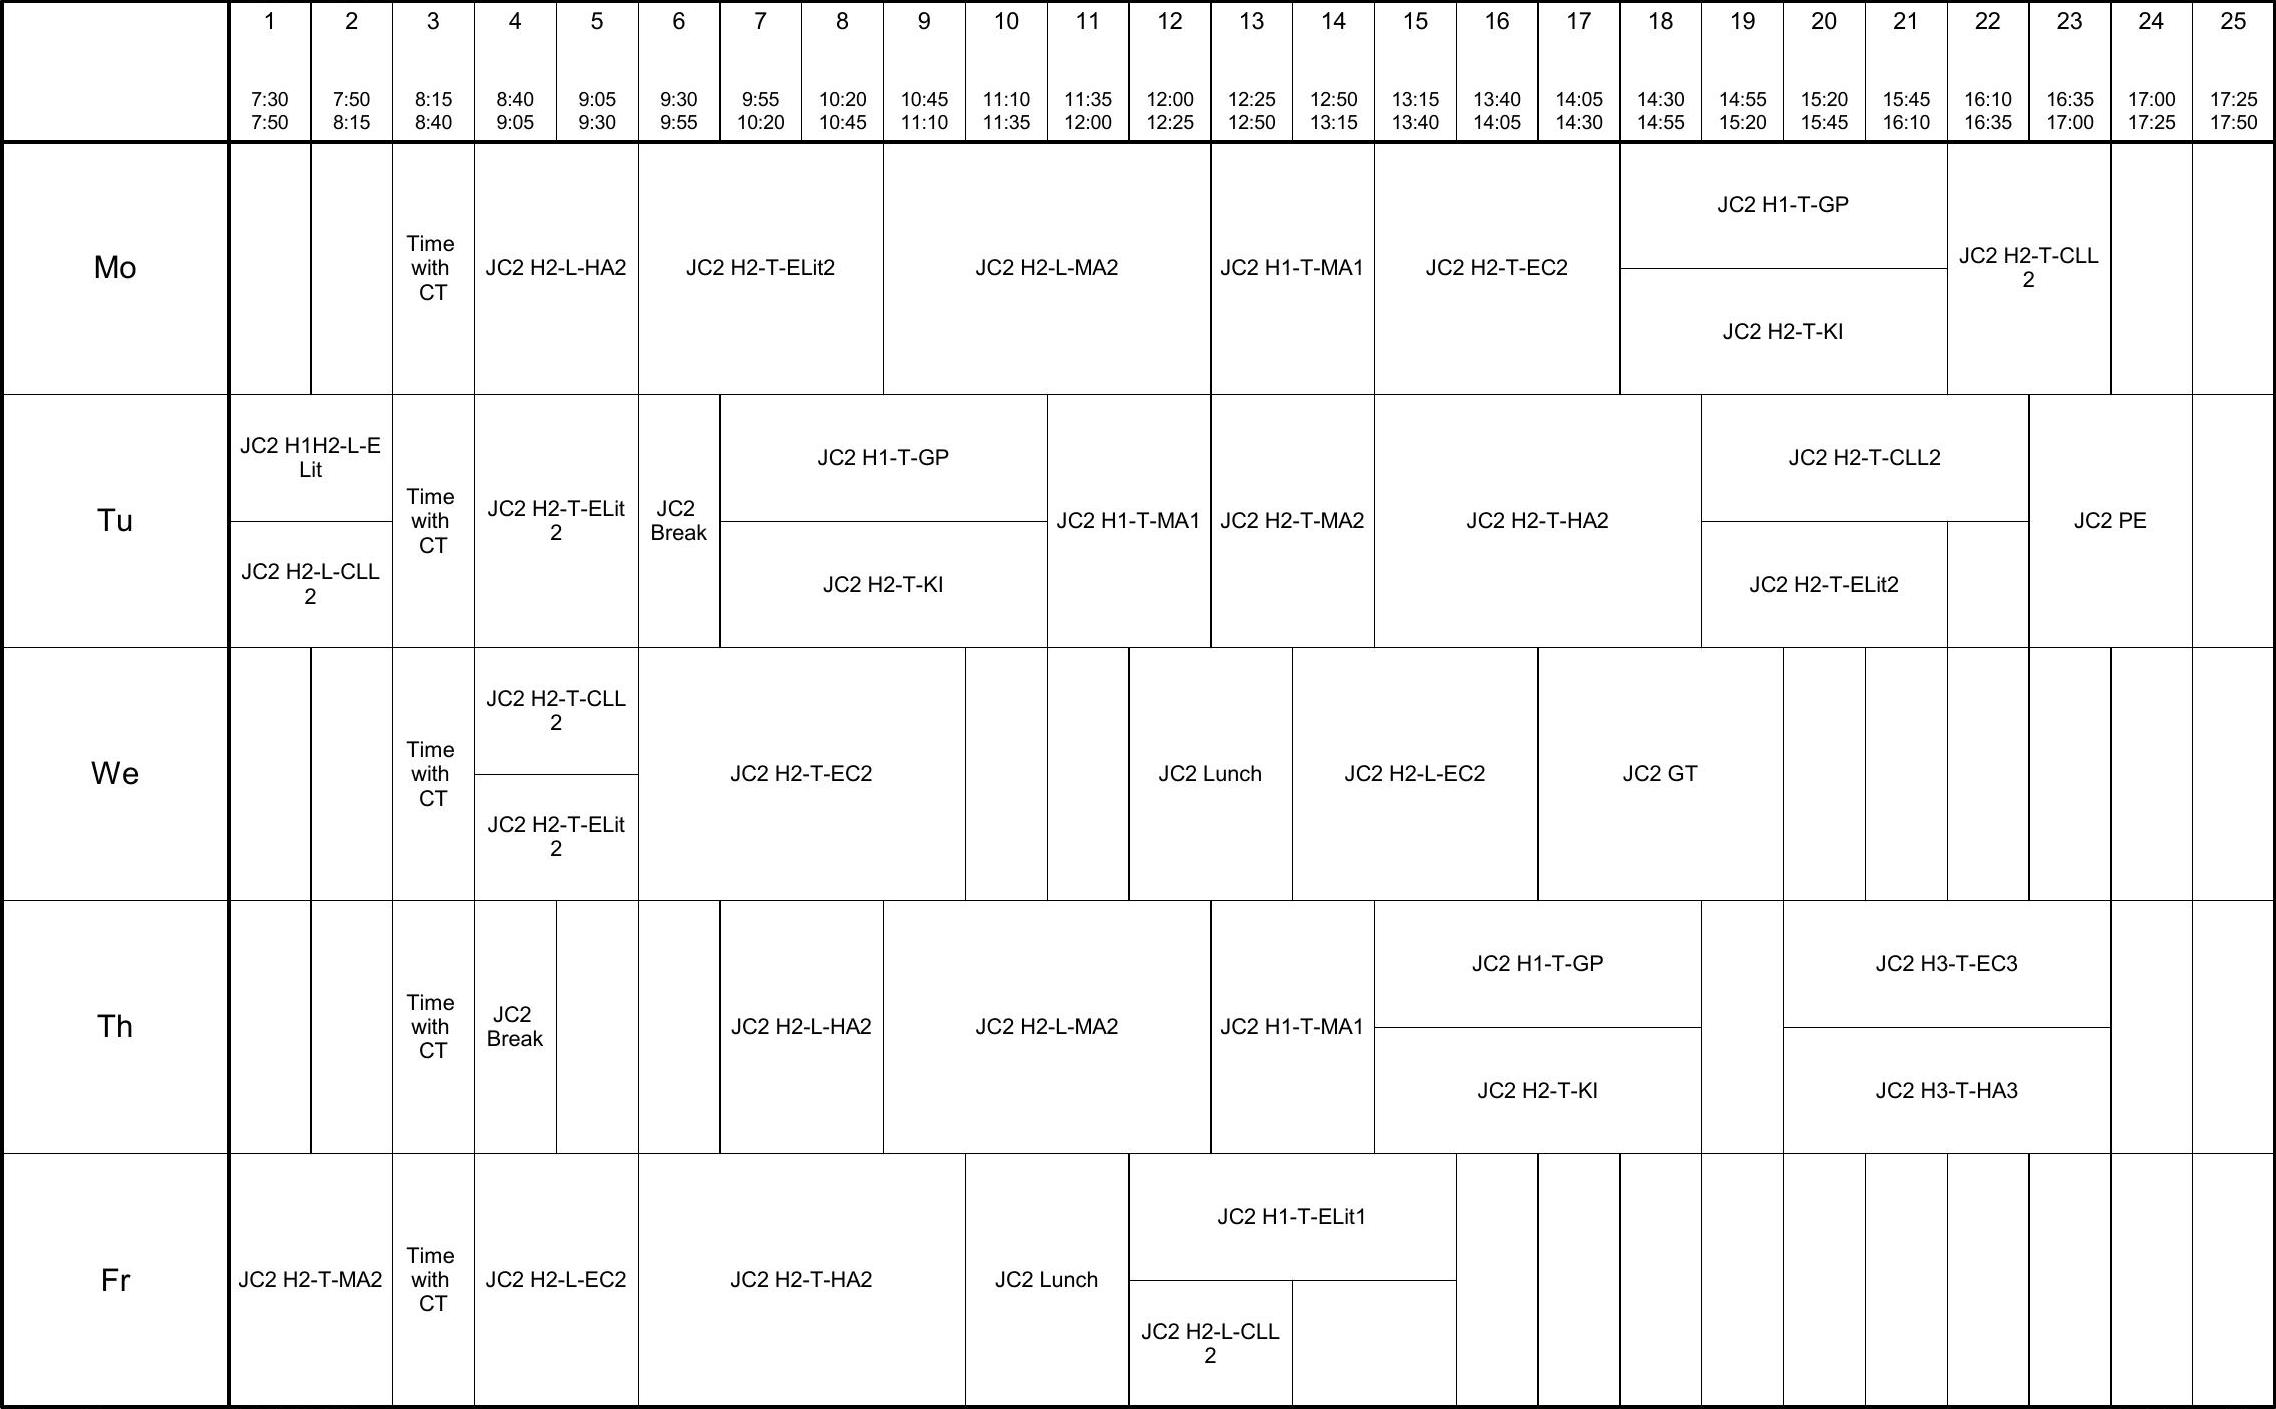 1 2 3 4 5 6 7 8 9 10 11 12 13 14 15 16 17 18 19 20 21 22 23 24 25
7:30 7:50 8:15 8:40 9:05 9:30 9:55 10:20 10:45 11:10 11:35 12:00 12:25 12:50 13:15 13:40 14:05 14:30 14:55 15:20 15:45 16:10 16:35 17:00 17:25
7:50 8:15 8:40 9:05 9:30 9:55 10:20 10:45 11:10 11:35 12:00 12:25 12:50 13:15 13:40 14:05 14:30 14:55 15:20 15:45 16:10 16:35 17:00 17:25 17:50
Mo
Time
with
CT
JC2 H2-L-HA2
JC2 H2-T-ELit2
JC2 H2-L-MA2
JC2 H1-T-MA1
JC2 H2-T-EC2
JC2 H1-T-GP
JC2 H2-T-KI
JC2 H2-T-CLL
2
Tu
JC2 H1H2-L-E
Lit
JC2 H2-L-CLL
2
Time
with
CT
JC2 H2-T-ELit
2
JC2
Break
JC2 H1-T-GP
JC2 H2-T-KI
JC2 H1-T-MA1
JC2 H2-T-MA2
JC2 H2-T-HA2
JC2 H2-T-CLL2
JC2 H2-T-ELit2
JC2 PE
We
Time
with
CT
JC2 H2-T-CLL
2
JC2 H2-T-ELit
2
JC2 H2-T-EC2
JC2 Lunch
JC2 H2-L-EC2
JC2 GT
Th
Time
with
CT
JC2
Break
JC2 H2-L-HA2
JC2 H2-L-MA2
JC2 H1-T-MA1
JC2 H1-T-GP
JC2 H2-T-KI
JC2 H3-T-EC3
JC2 H3-T-HA3
Fr
JC2 H2-T-MA2
Time
with
CT
JC2 H2-L-EC2
JC2 H2-T-HA2
JC2 Lunch
JC2 H1-T-ELit1
JC2 H2-L-CLL
2